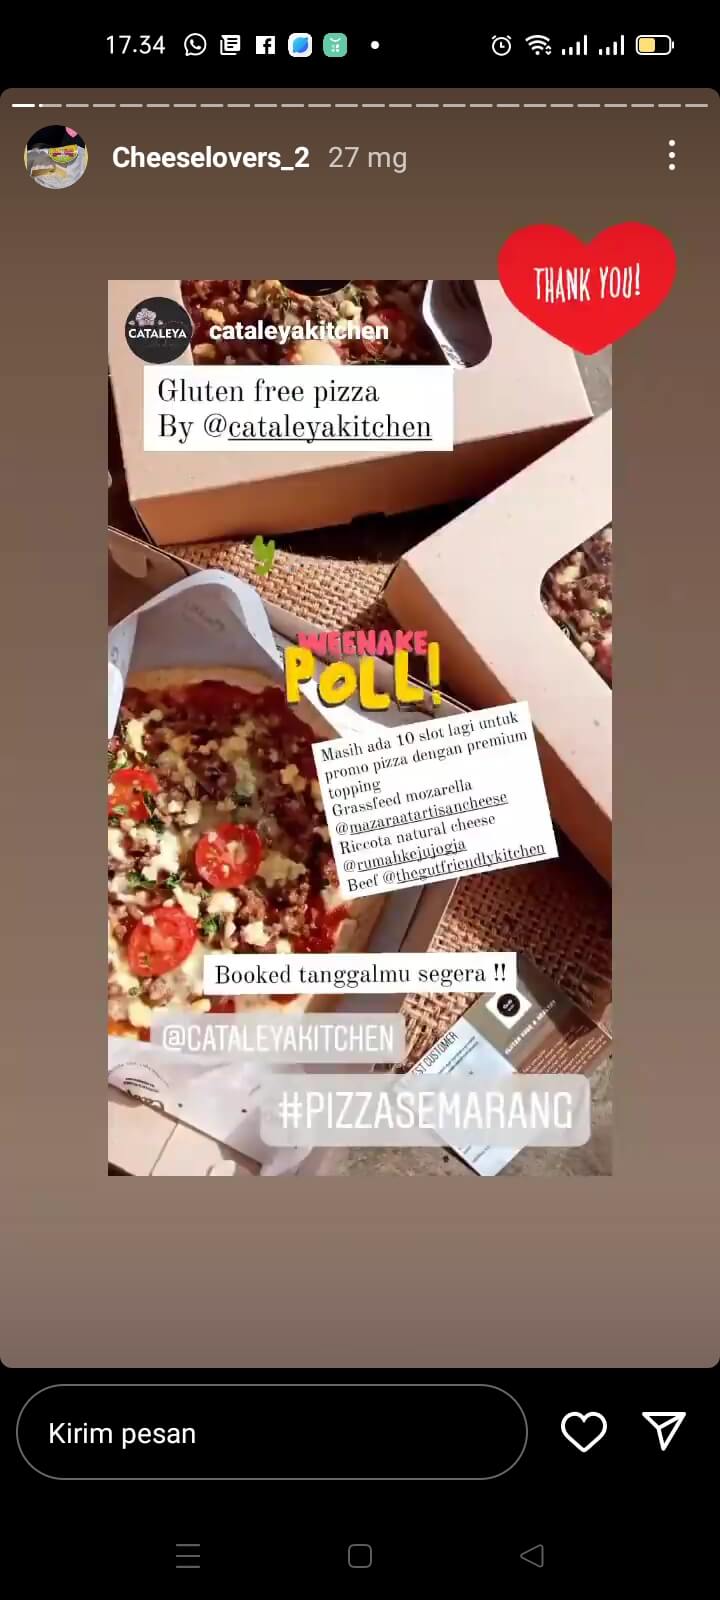 17.34
Cheeselovers_2 27 mg
THANK YOU!
CATALEYA
cataleyakitchen
Gluten free pizza
By @cataleyakitchen
WEENAKE
POLL!
Masih ada 10 slot lagi untuk
promo pizza dengan premium
topping
Grassfeed mozarella
@mazaraatartisancheese
Riccota natural cheese
@rumahkejujogja
Beef @thegutfriendlykitchen
Booked tanggalmu segera !!
CUSTOMER
@CATALEYAKITCHEN
#PIZZASEMARANG
Kirim pesan